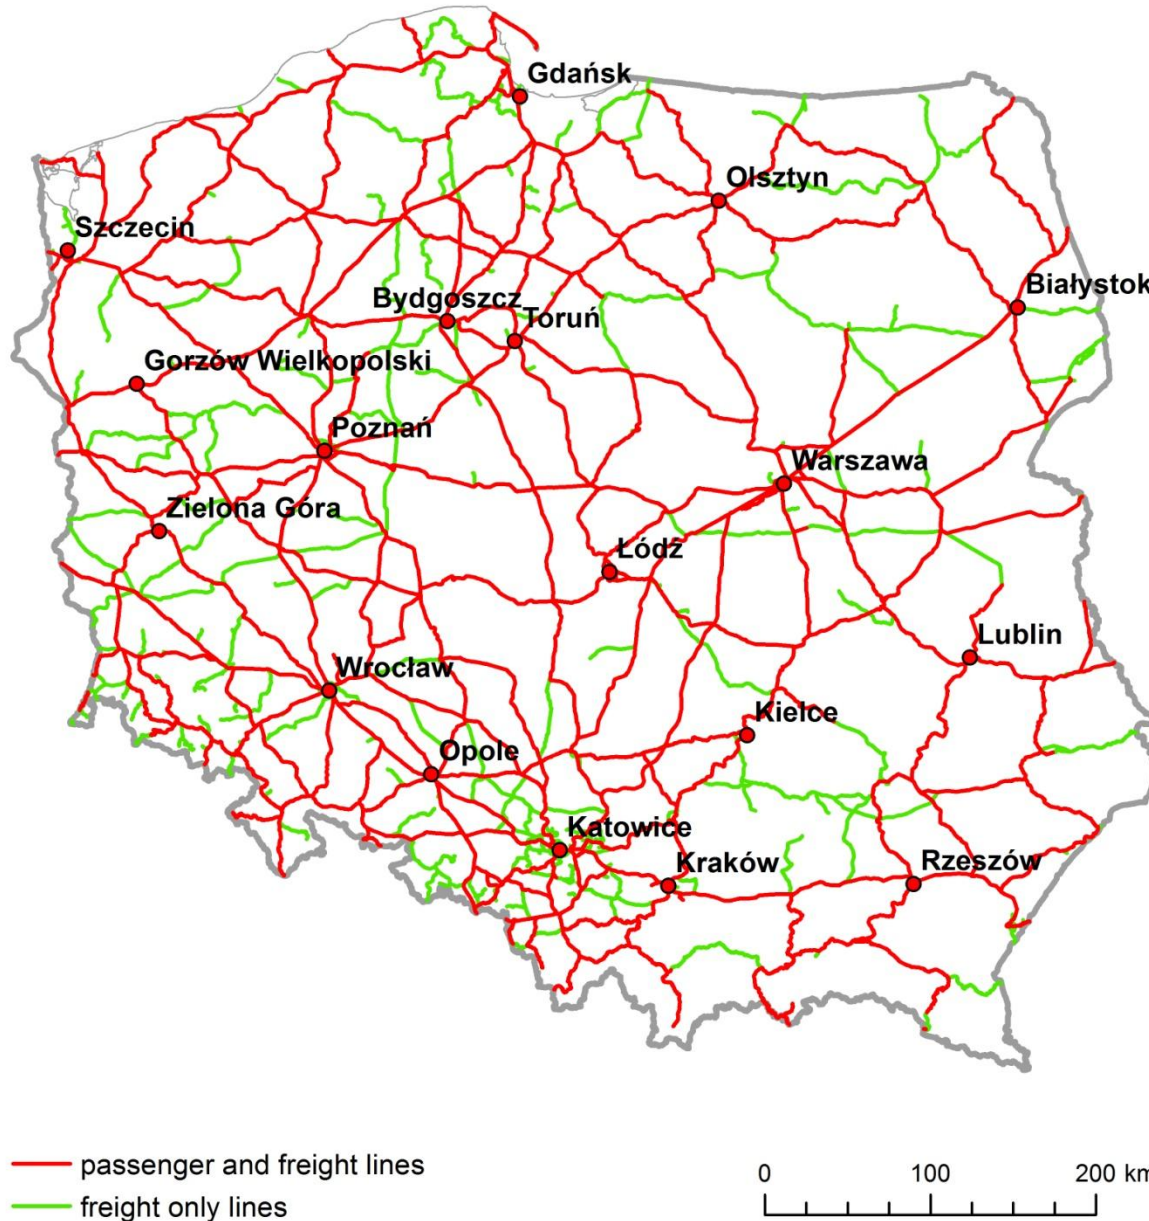 Gdańsk
Olsztyn
Szczecin
Białystok
Bydgoszcz
Toruń
Gorzów Wielkopolski
Poznań
Warszawa
Zielona Góra
Łódź
Lublin
Wrocław
Kielce
Opole
Katowice
Kraków
Rzeszów
passenger and freight lines
freight only lines
0 100 200 km